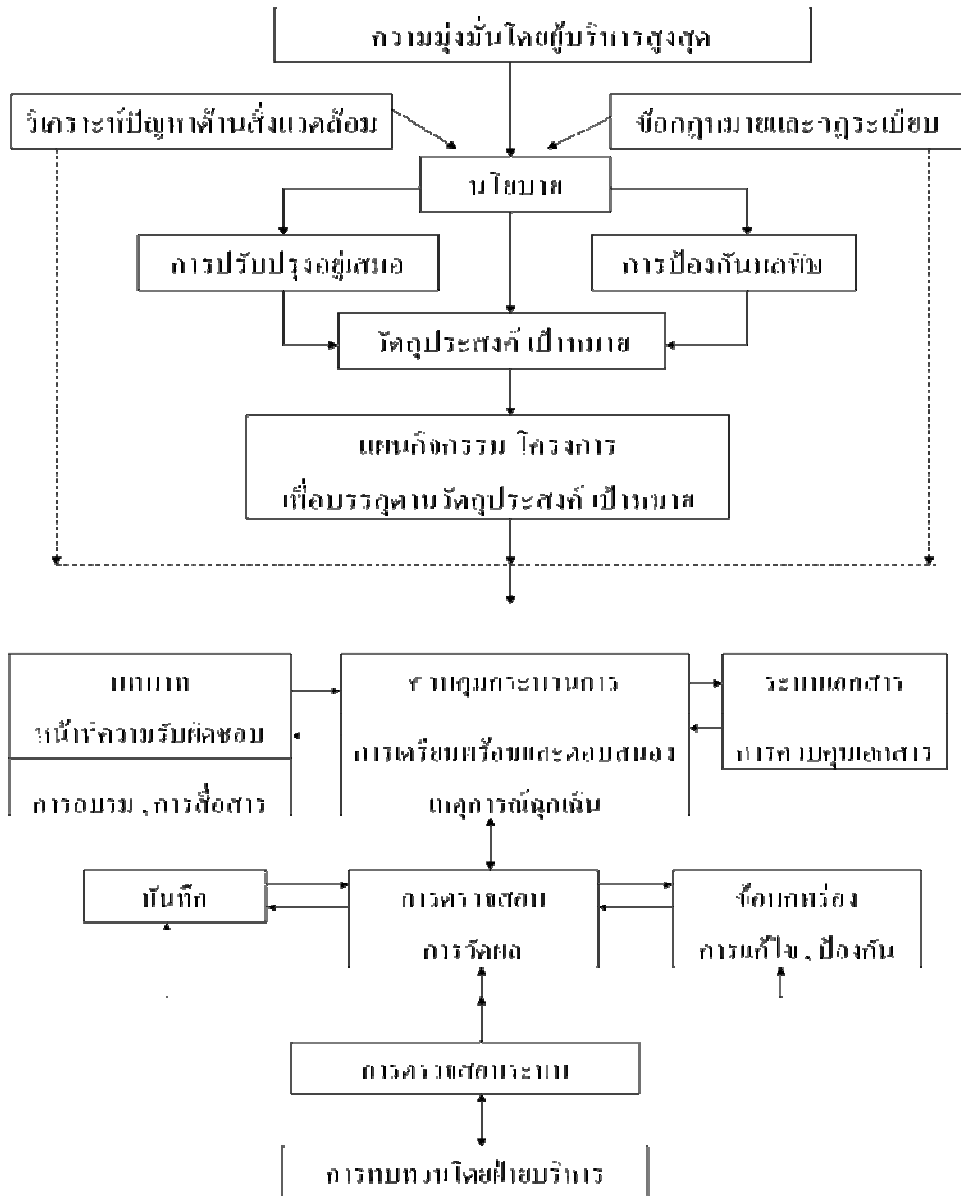 ความมุ่งมั่นโดยผู้บริหารสูงสุด
วิเคราะห์ปัญหาด้านสิ่งแวดล้อม
ข้อกฎหมายและกฎระเบียบ
นโยบาย
การปรับปรุงอยู่เสมอ
การป้องกันมลพิษ
วัตถุประสงค์ เป้าหมาย
แผนกิจกรรม โครงการ
เพื่อบรรลุตามวัตถุประสงค์ เป้าหมาย
บทบาท
หน้าที่ความรับผิดชอบ
การอบรม , การสื่อสาร
ควบคุมกระบวนการ
การเตรียมพร้อมและตอบสนอง
เหตุการณ์ฉุกเฉิน
ระบบเอกสาร
การควบคุมเอกสาร
บันทึก
การตรวจสอบ
การวัดผล
ข้อบกพร่อง
การแก้ไข , ป้องกัน
การตรวจสอบระบบ
การทบทวนโดยฝ่ายบริหาร